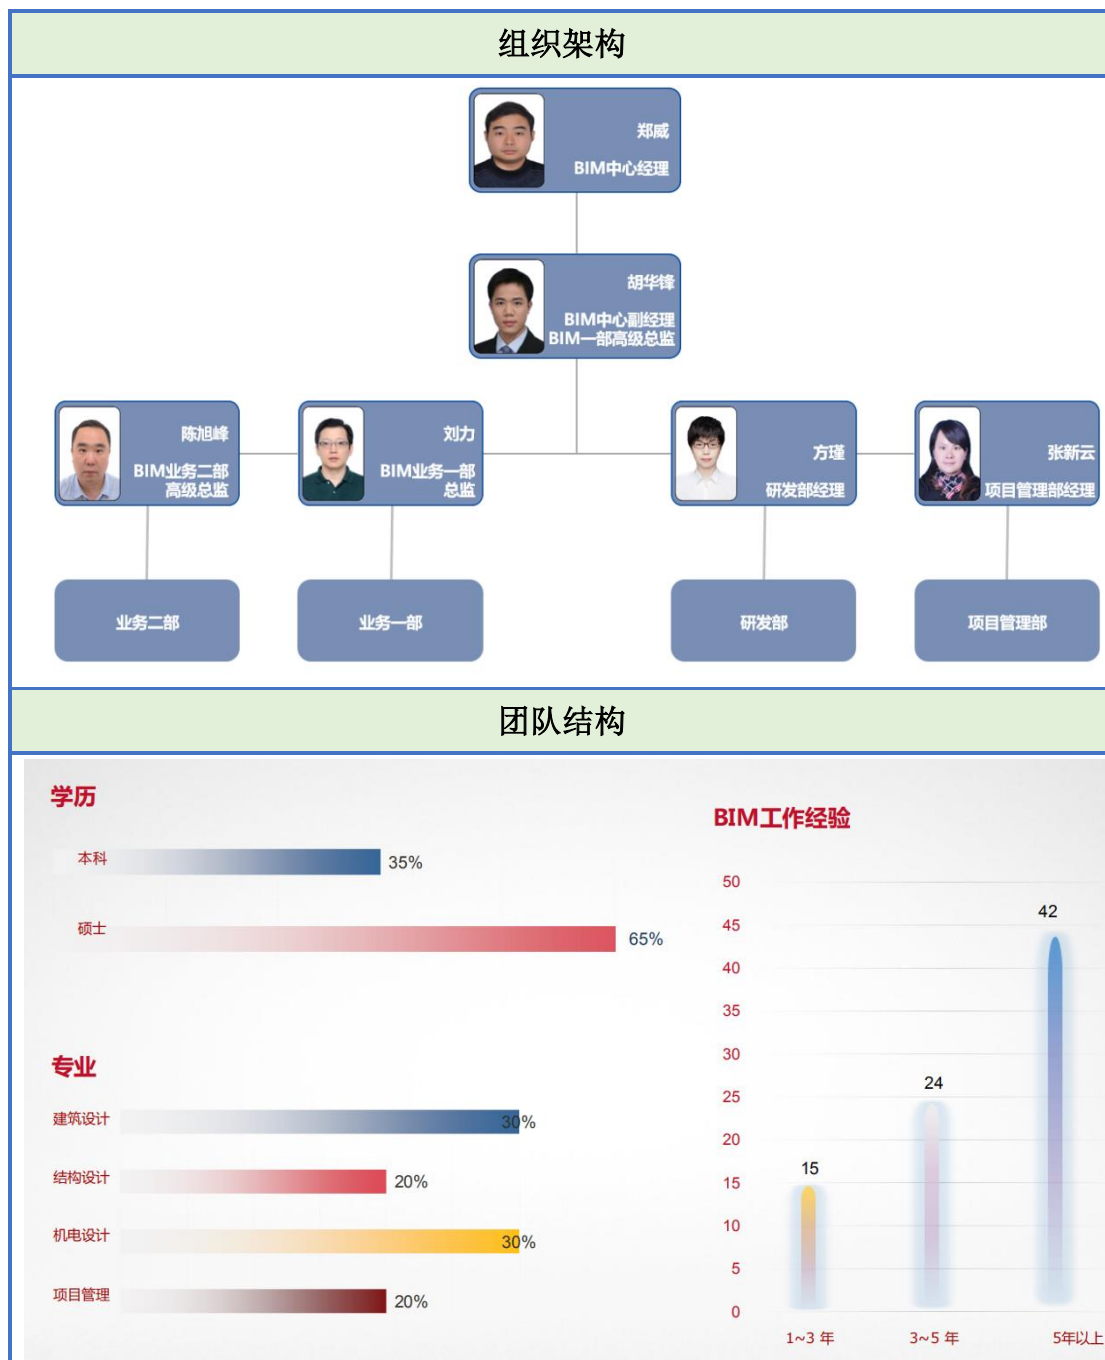 组织架构
郑威
BIM中心经理
胡华锋
BIM中心副经理
BIM一部高级总监
陈旭峰
BIM业务二部
高级总监
刘力
BIM业务一部
总监
方瑾
研发部经理
张新云
项目管理部经理
业务二部
业务一部
研发部
项目管理部
团队结构
学历
本科
35%
硕士
65%
专业
建筑设计
30%
结构设计
20%
机电设计
30%
项目管理
20%
BIM工作经验
50
45
40
35
30
25
20
15
10
5
0
15
24
42
1~3 年
3~5 年
5年以上